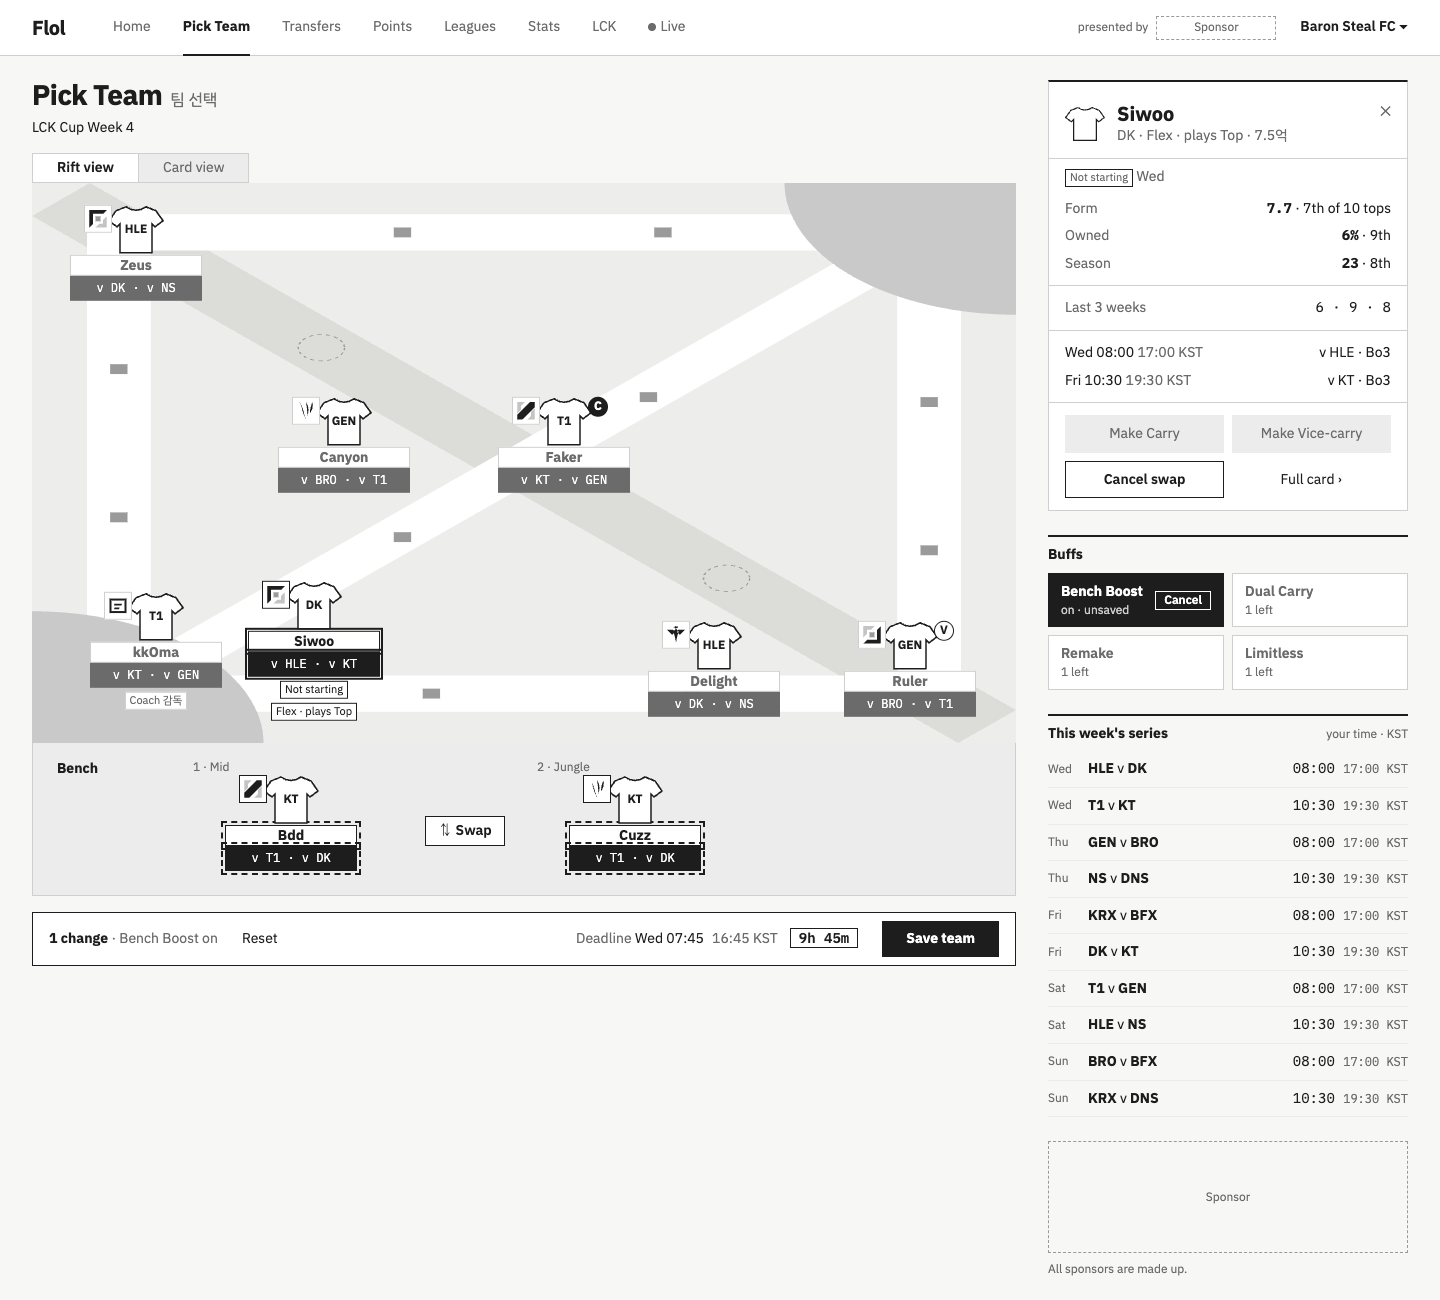 Flol
Home
Pick Team
Transfers
Points
Leagues
Stats
LCK
Live
presented by
Sponsor
Baron Steal FC
Pick Team 팀 선택
LCK Cup Week 4
Rift view
Card view
HLE
Zeus
v DK · v NS
GEN
Canyon
v BRO · v T1
T1
C
Faker
v KT · v GEN
T1
kkOma
v KT · v GEN
Coach 감독
DK
Siwoo
v HLE · v KT
Not starting
Flex · plays Top
HLE
Delight
v DK · v NS
GEN
V
Ruler
v BRO · v T1
Bench
1 · Mid
KT
Bdd
v T1 · v DK
Swap
2 · Jungle
KT
Cuzz
v T1 · v DK
1 change · Bench Boost on
Reset
Deadline Wed 07:45 16:45 KST
9h 45m
Save team
Siwoo
DK · Flex · plays Top · 7.5억
Not starting Wed
Form 7.7 · 7th of 10 tops
Owned 6% · 9th
Season 23 · 8th
Last 3 weeks 6 · 9 · 8
Wed 08:00 17:00 KST v HLE · Bo3
Fri 10:30 19:30 KST v KT · Bo3
Make Carry
Make Vice-carry
Cancel swap
Full card ›
Buffs
Bench Boost
on · unsaved
Cancel
Dual Carry
1 left
Remake
1 left
Limitless
1 left
This week's series your time · KST
Wed HLE v DK 08:00 17:00 KST
Wed T1 v KT 10:30 19:30 KST
Thu GEN v BRO 08:00 17:00 KST
Thu NS v DNS 10:30 19:30 KST
Fri KRX v BFX 08:00 17:00 KST
Fri DK v KT 10:30 19:30 KST
Sat T1 v GEN 08:00 17:00 KST
Sat HLE v NS 10:30 19:30 KST
Sun BRO v BFX 08:00 17:00 KST
Sun KRX v DNS 10:30 19:30 KST
Sponsor
All sponsors are made up.